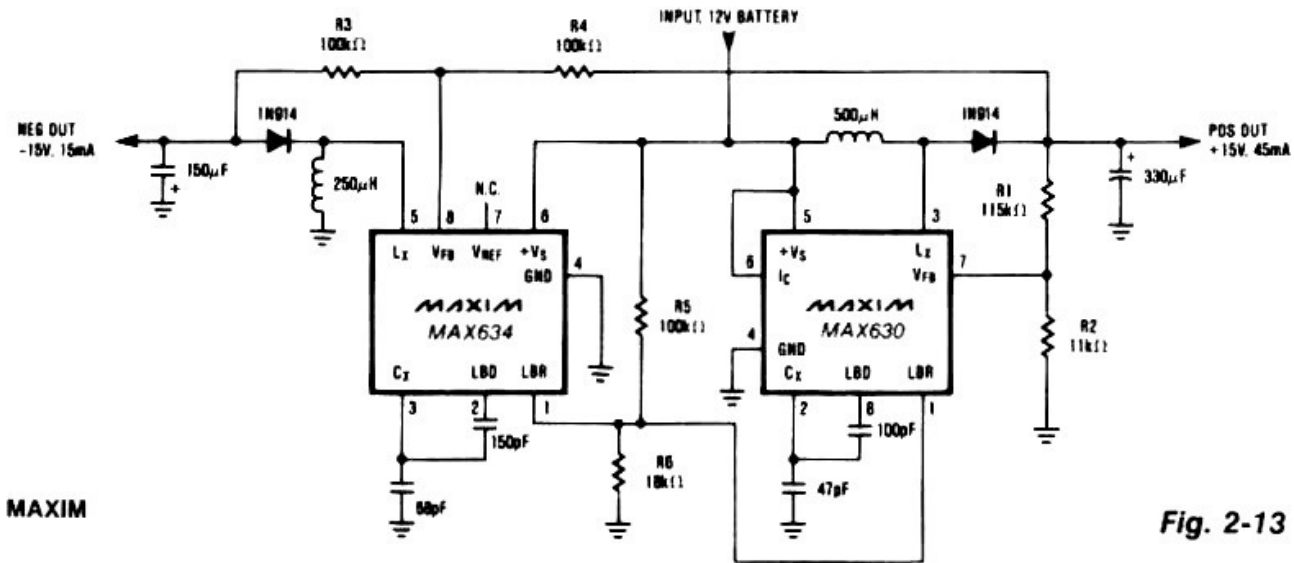 INPUT, 12V BATTERY
R3
100kΩ
R4
100kΩ
NEG OUT
-15V, 15mA
1N914
150µF
+
250µH
N.C.
5
8
7
6
LX
VFB
VREF
+VS
GND
4
MAXIM
MAX634
CX
LBD
LBR
3
2
1
150pF
68pF
R5
100kΩ
R6
18kΩ
500µH
1N914
POS OUT
+15V, 45mA
+
330µF
R1
115kΩ
5
3
+VS
LX
6
IC
VFB
7
MAXIM
MAX630
4
GND
CX
LBD
LBR
2
8
1
100pF
47pF
R2
11kΩ
MAXIM
Fig. 2-13